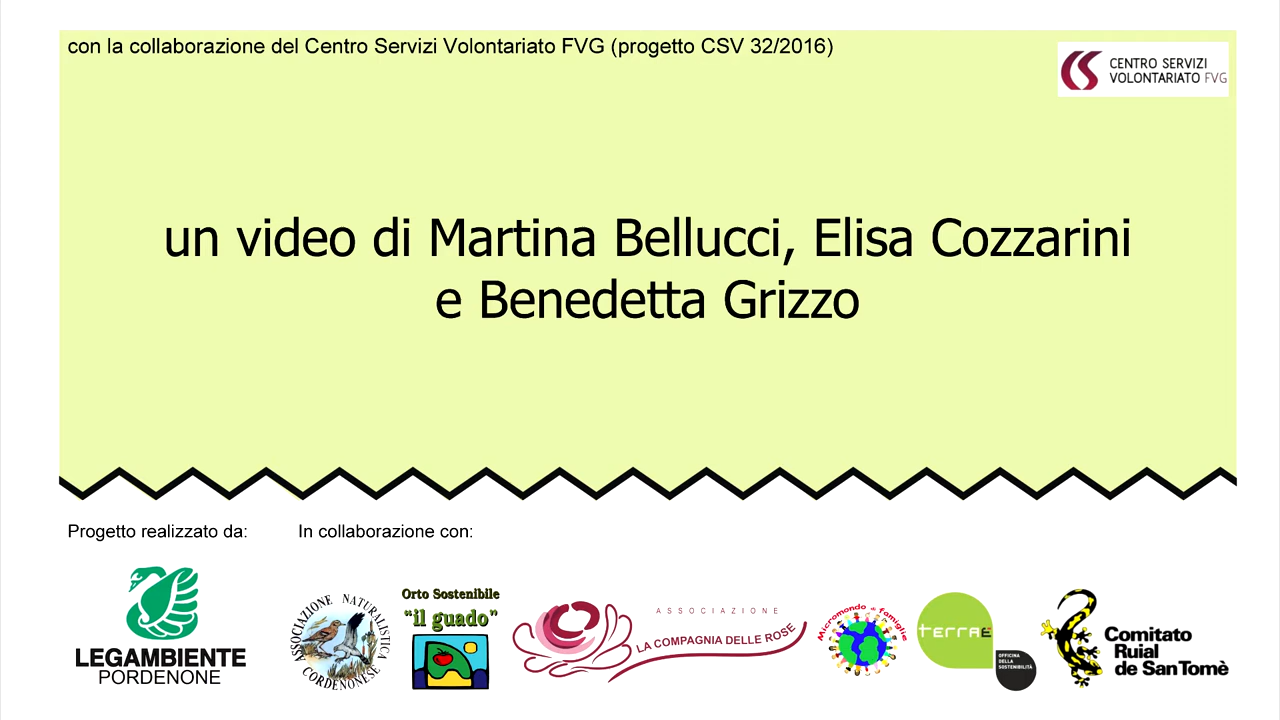 con la collaborazione del Centro Servizi Volontariato FVG (progetto CSV 32/2016)
CENTRO SERVIZI
VOLONTARIATO FVG
un video di Martina Bellucci, Elisa Cozzarini
e Benedetta Grizzo
Progetto realizzato da:
In collaborazione con:
LEGAMBIENTE
PORDENONE
ASSOCIAZIONE NATURALISTICA
CORDENONESE
Orto Sostenibile
"il guado"
ASSOCIAZIONE
LA COMPAGNIA DELLE ROSE
Micromondo di Famiglie
TERRAE
OFFICINA
DELLA
SOSTENIBILITÀ
Comitato
Ruial
de San Tomè